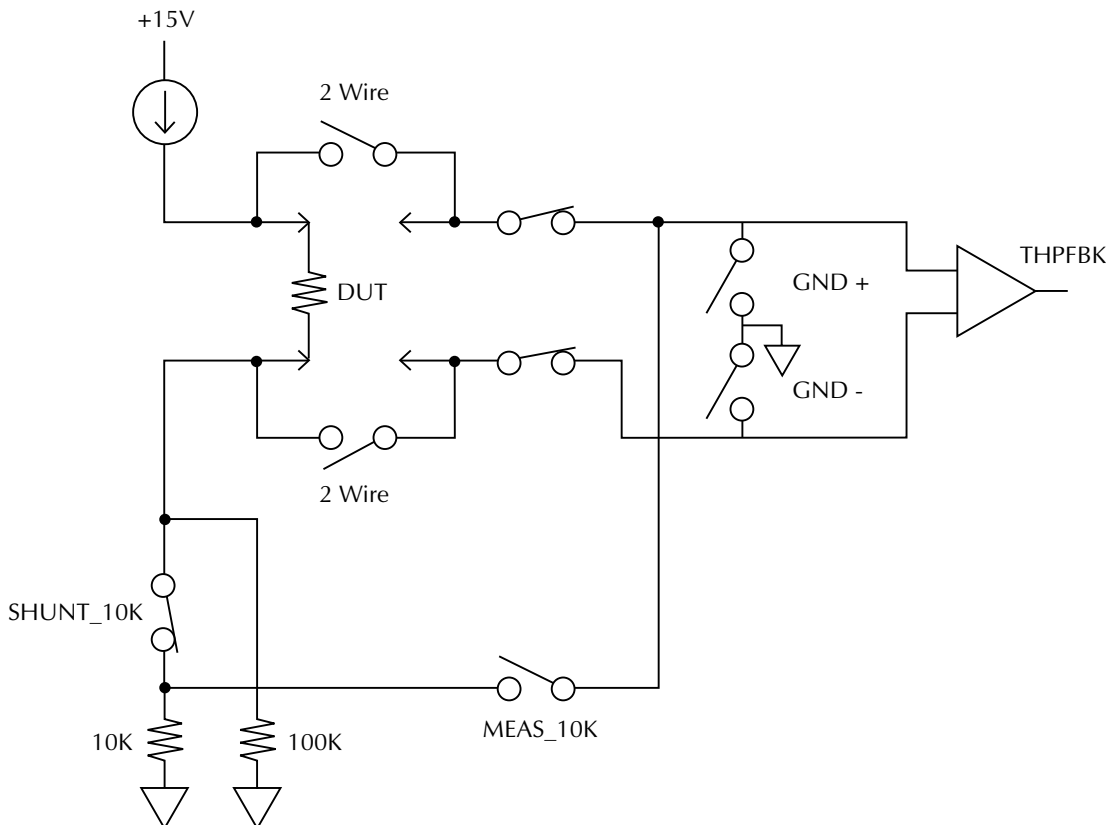 +15V
2 Wire
THPFBK
DUT
GND +
GND -
2 Wire
SHUNT_10K
MEAS_10K
10K
100K